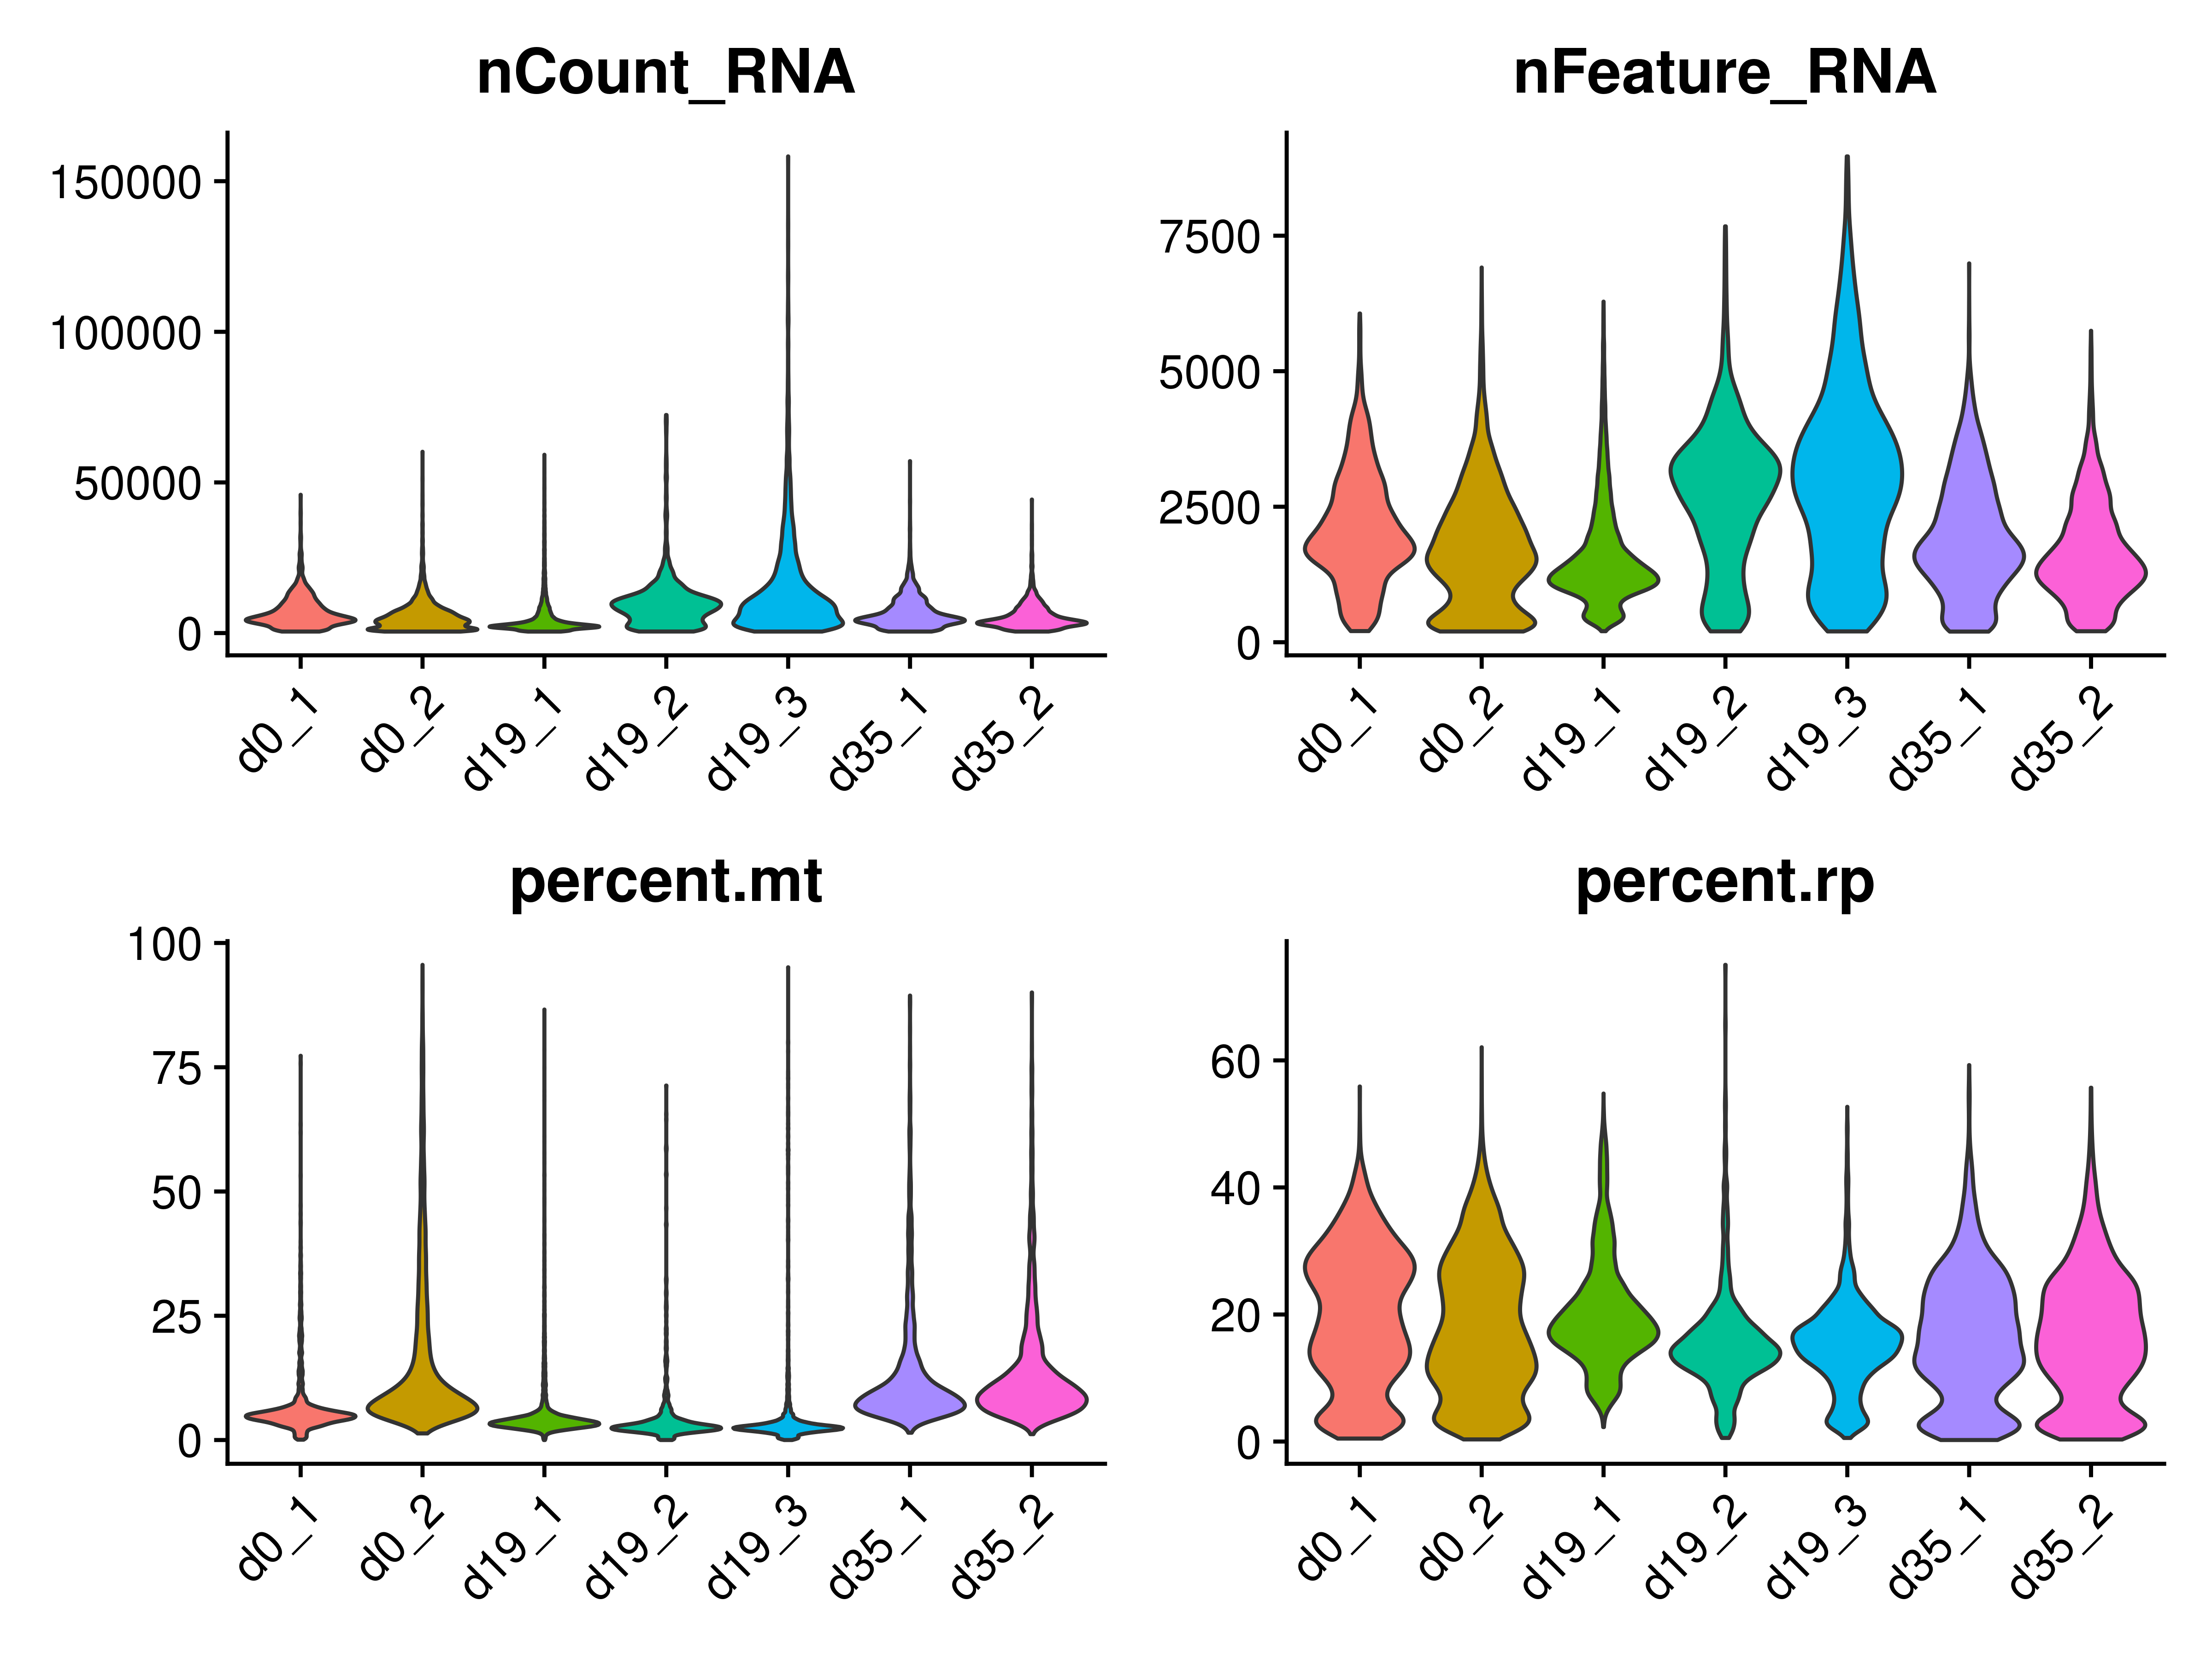 nCount_RNA
150000
100000
50000
0
d0_1
d0_2
d19_1
d19_2
d19_3
d35_1
d35_2
nFeature_RNA
7500
5000
2500
0
d0_1
d0_2
d19_1
d19_2
d19_3
d35_1
d35_2
percent.mt
100
75
50
25
0
d0_1
d0_2
d19_1
d19_2
d19_3
d35_1
d35_2
percent.rp
60
40
20
0
d0_1
d0_2
d19_1
d19_2
d19_3
d35_1
d35_2